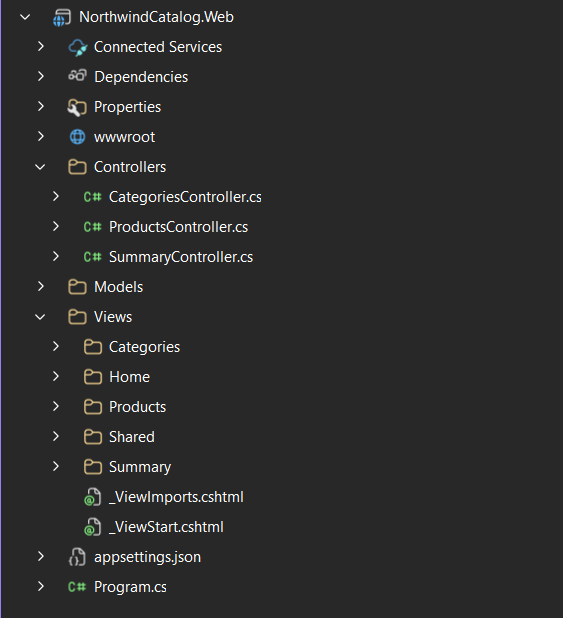 NorthwindCatalog.Web
Connected Services
Dependencies
Properties
wwwroot
Controllers
C# CategoriesController.cs
C# ProductsController.cs
C# SummaryController.cs
Models
Views
Categories
Home
Products
Shared
Summary
_ViewImports.cshtml
_ViewStart.cshtml
appsettings.json
C# Program.cs